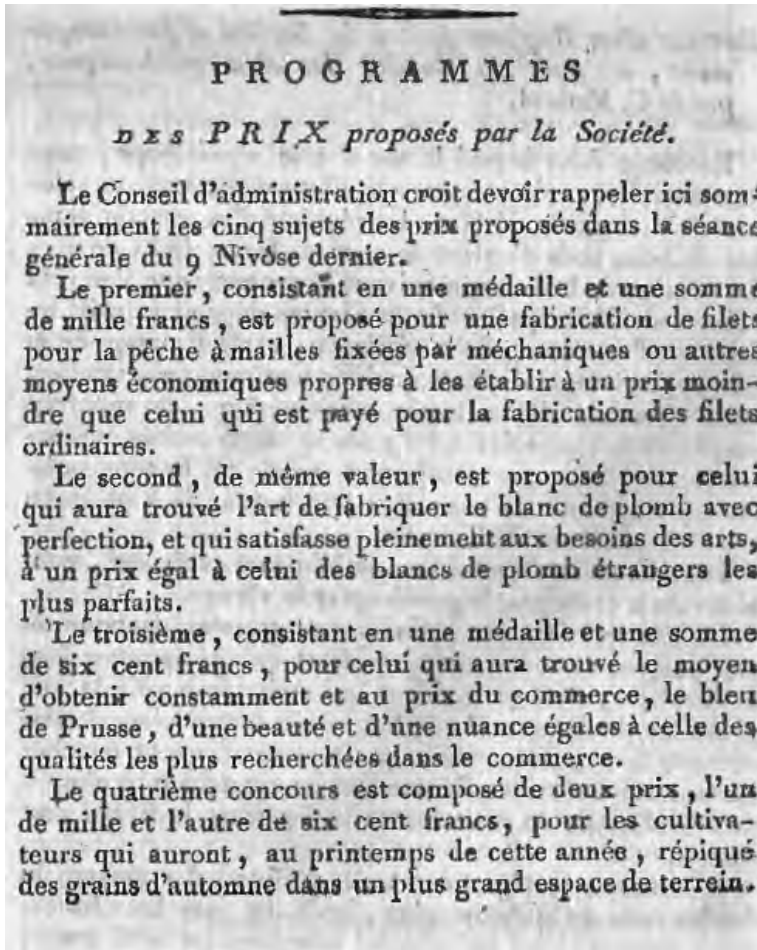 PROGRAMMES
DES PRIX proposés par la Société.
Le Conseil d'administration croit devoir rappeler ici som-
mairement les cinq sujets des prix proposés dans la séance
générale du 9 Nivôse dernier.
Le premier, consistant en une médaille et une somme
de mille francs, est proposé pour une fabrication de filets
pour la pêche à mailles fixées par méchaniques ou autres
moyens économiques propres à les établir à un prix moin-
dre que celui qui est payé pour la fabrication des filets
ordinaires.
Le second, de même valeur, est proposé pour celui
qui aura trouvé l'art de fabriquer le blanc de plomb avec
perfection, et qui satisfasse pleinement aux besoins des arts,
à un prix égal à celui des blancs de plomb étrangers les
plus parfaits.
Le troisième, consistant en une médaille et une somme
de six cent francs, pour celui qui aura trouvé le moyen
d'obtenir constamment et au prix du commerce, le bleu
de Prusse, d'une beauté et d'une nuance égales à celle des
qualités les plus recherchées dans le commerce.
Le quatrième concours est composé de deux prix, l'un
de mille et l'autre de six cent francs, pour les cultiva-
teurs qui auront, au printemps de cette année, répiqué
des grains d'automne dans un plus grand espace de terrein.